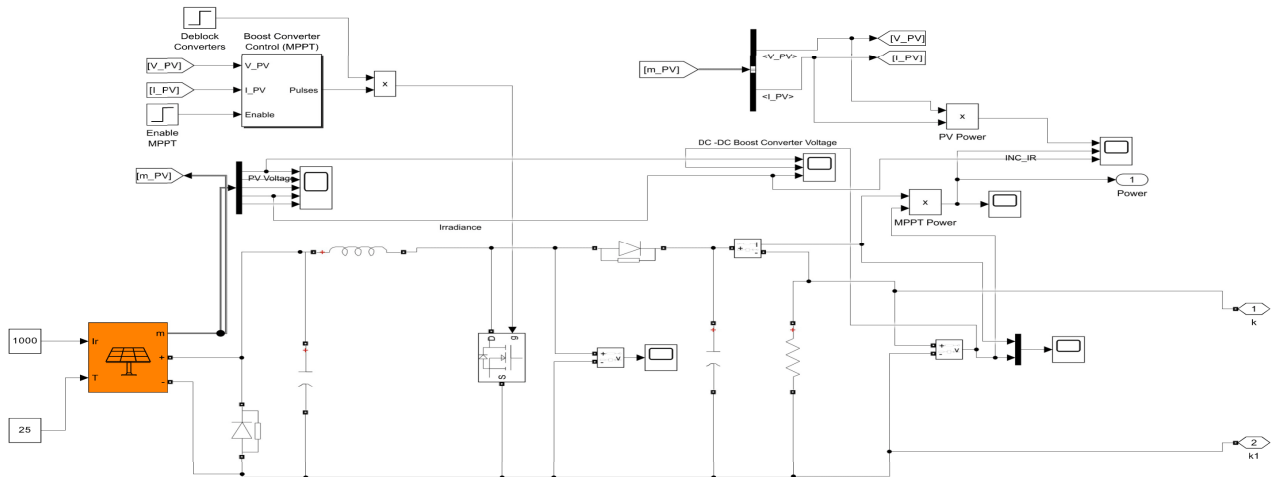 Deblock
Converters
Boost Converter
Control (MPPT)
[V_PV]
V_PV
[I_PV]
I_PV
Pulses
Enable
Enable
MPPT
x
[m_PV]
<V_PV>
<I_PV>
[V_PV]
[I_PV]
x
PV Power
DC -DC Boost Converter Voltage
INC_IR
[m_PV]
PV Voltage
Irradiance
x
MPPT Power
1
Power
1000
Ir
T
m
+
-
25
+
+
D
g
S
+
-
v
+
+
-
i
+
+
-
v
1
k
2
k1